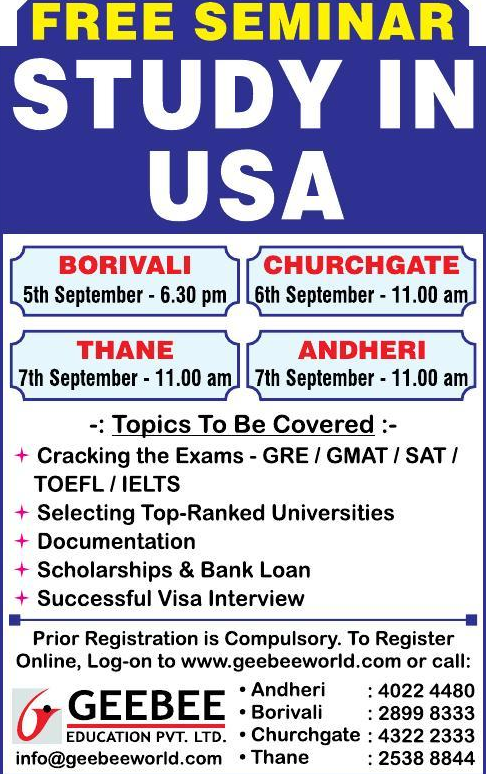 FREE SEMINAR
STUDY IN
USA
BORIVALI
5th September - 6.30 pm
CHURCHGATE
6th September - 11.00 am
THANE
7th September - 11.00 am
ANDHERI
7th September - 11.00 am
-: Topics To Be Covered :-
Cracking the Exams - GRE / GMAT / SAT /
TOEFL / IELTS
Selecting Top-Ranked Universities
Documentation
Scholarships & Bank Loan
Successful Visa Interview
Prior Registration is Compulsory. To Register
Online, Log-on to www.geebeeworld.com or call:
GEEBEE
EDUCATION PVT. LTD.
info@geebeeworld.com
• Andheri : 4022 4480
• Borivali : 2899 8333
• Churchgate : 4322 2333
• Thane : 2538 8844